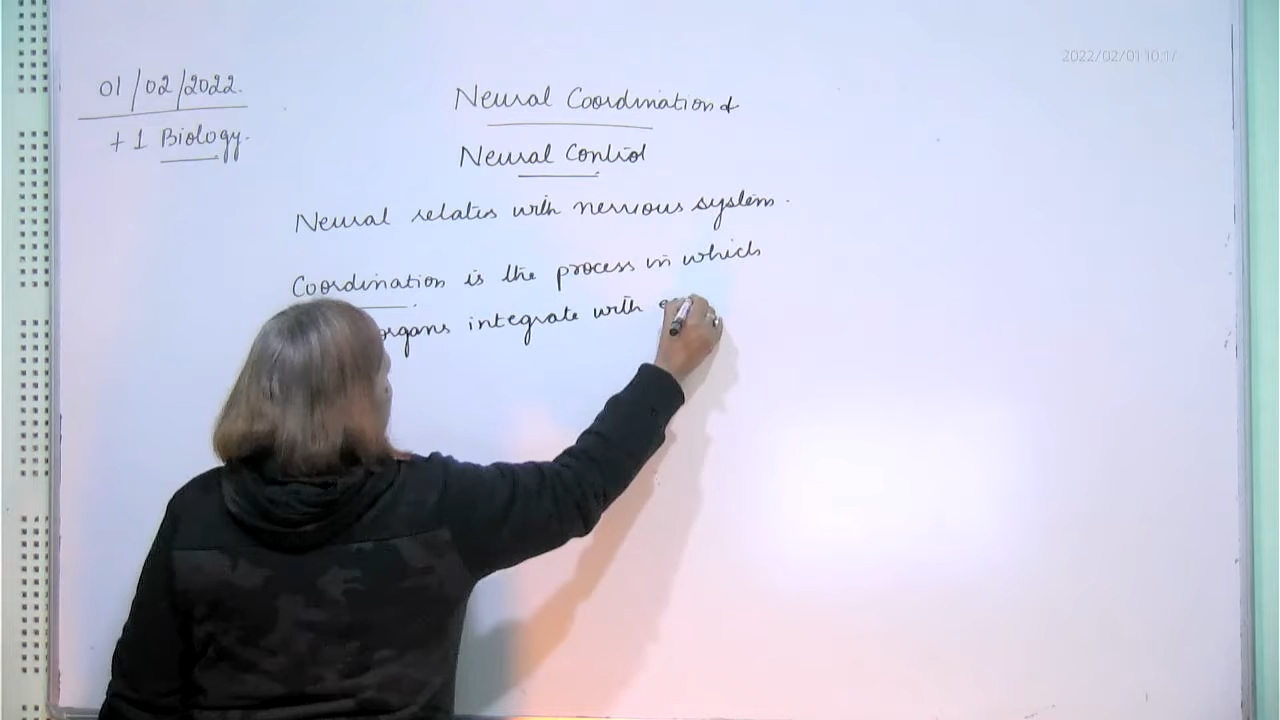 2022/02/01 10:17
01/02/2022.
+1 Biology.
Neural Coordination &
Neural Control
Neural relates with nervous system.
Coordination is the process in which
organs integrate with